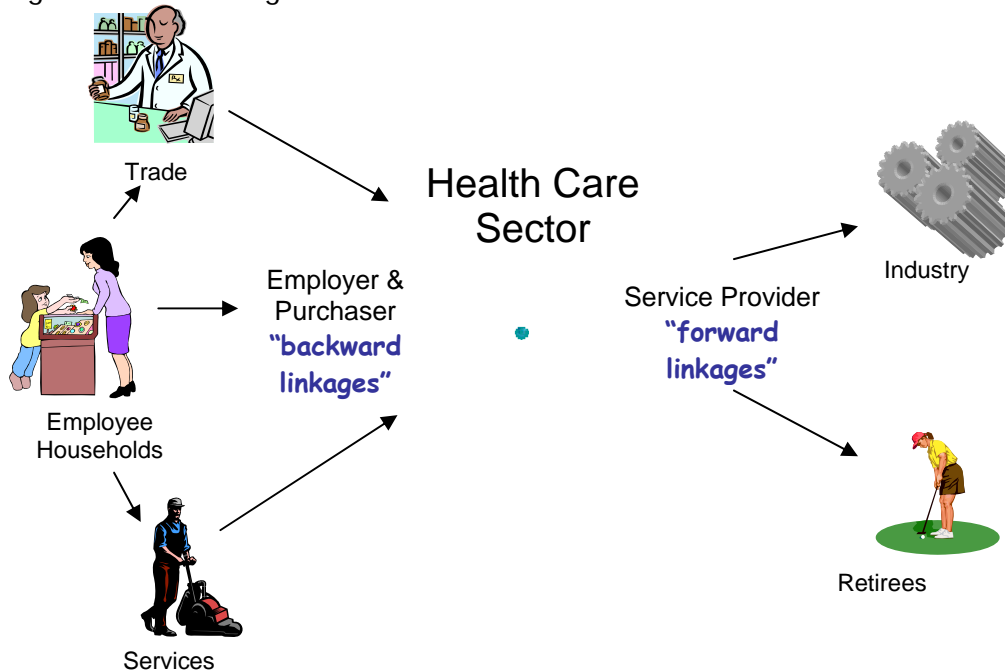 Trade
Health Care
Sector
Employer &
Purchaser
"backward
linkages"
Service Provider
"forward
linkages"
Industry
Employee
Households
Retirees
Services